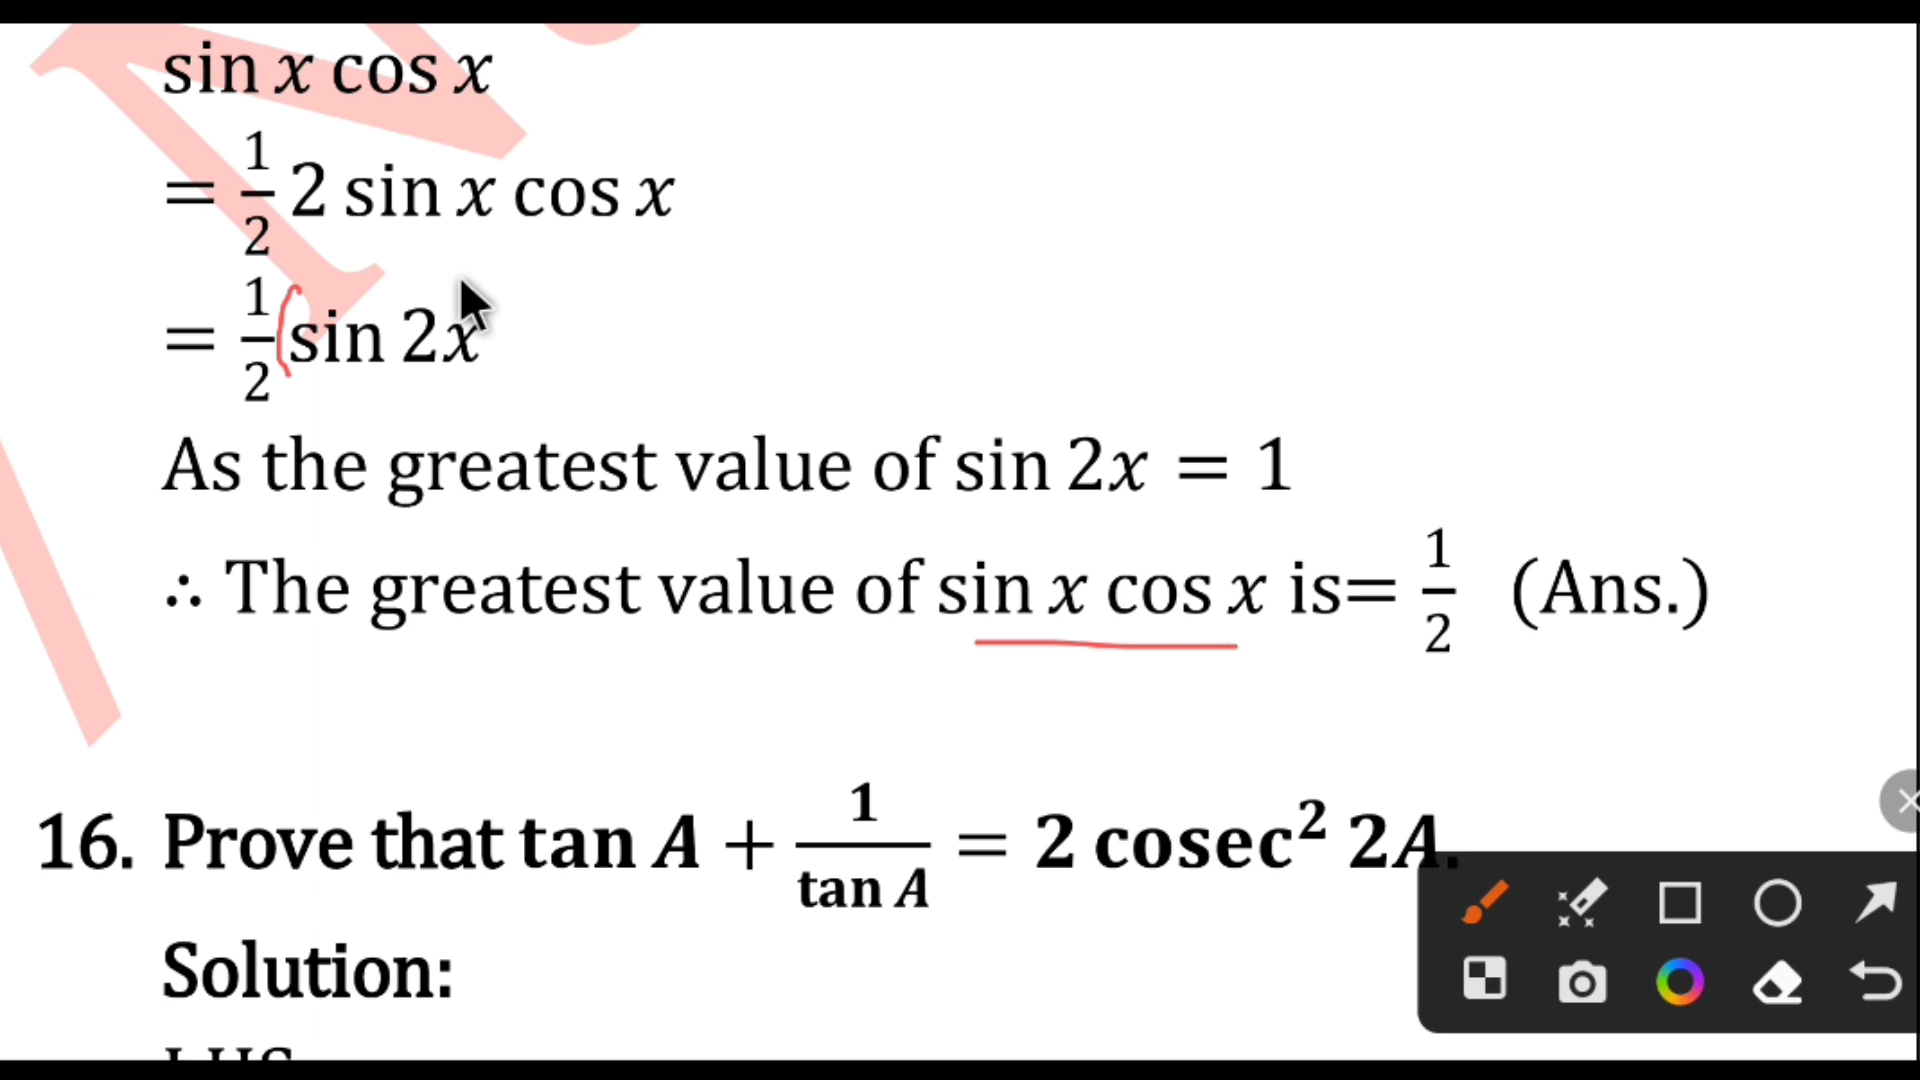 sin x cos x
= 1/2 2 sin x cos x
= 1/2 (sin 2x
As the greatest value of sin 2x = 1
∴ The greatest value of sin x cos x is= 1/2 (Ans.)
16. Prove that tan A + 1/tan A = 2 cosec² 2A.
Solution: